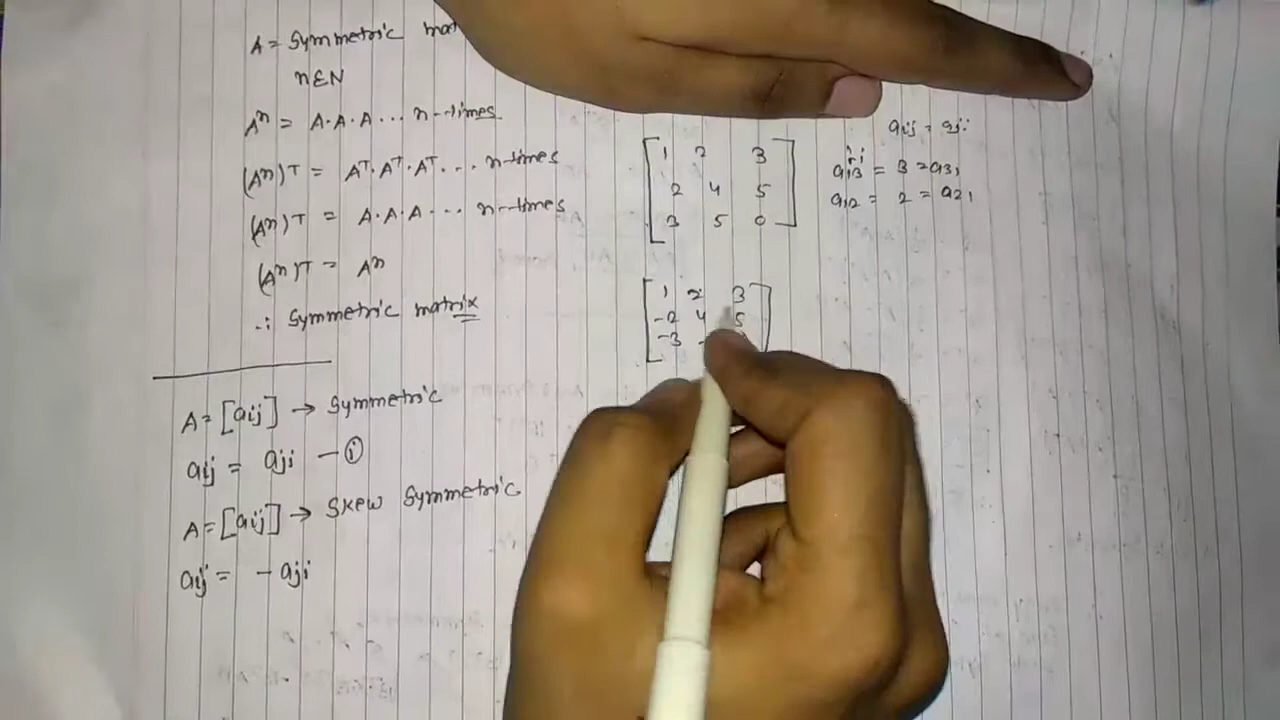 A = Symmetric
n∈N
Aⁿ = A·A·A··· n-times
(Aⁿ)ᵀ = Aᵀ·Aᵀ·Aᵀ··· n-times
(Aⁿ)ᵀ = A·A·A··· n-times
(Aⁿ)ᵀ = Aⁿ
∴ Symmetric matrix
A = [aij] → Symmetric
aij = aji — ①
A = [aij] → Skew Symmetric
aij = - aji
1 2 3
2 4 5
3 5 0
aij = aji
a13 = 3 = a31
a12 = 2 = a21
1 2 3
-2 4 5
-3